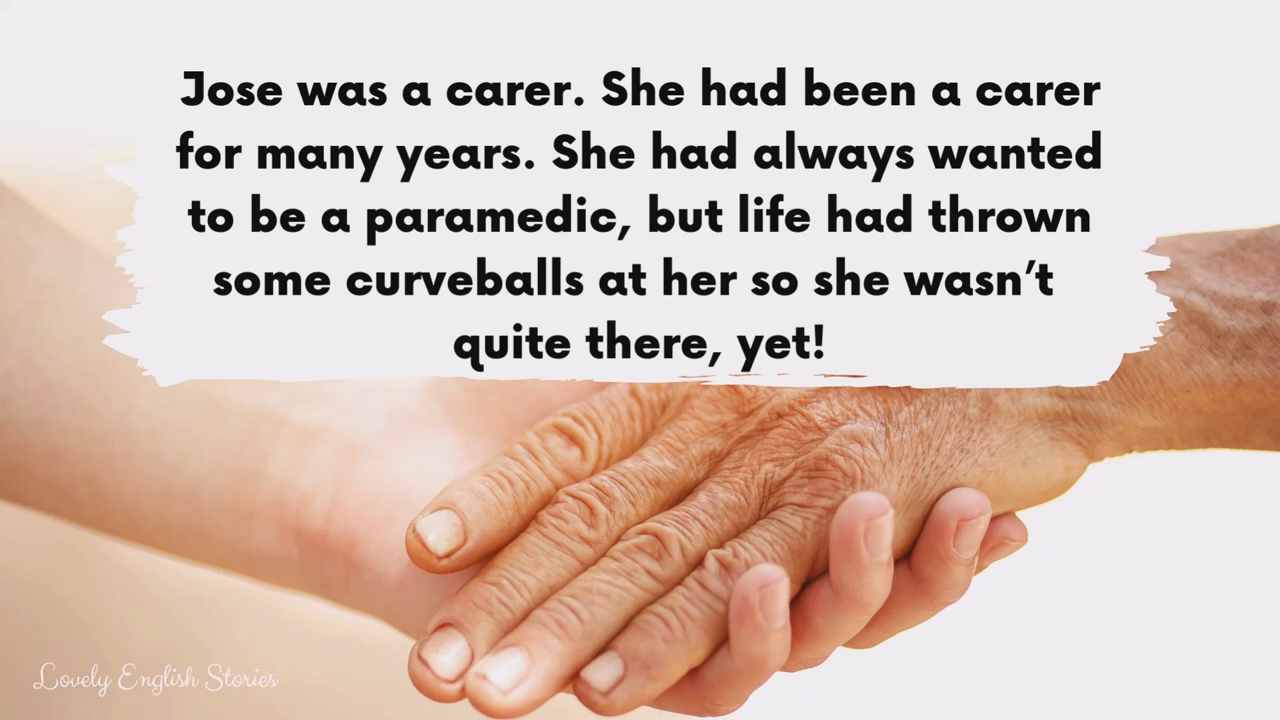 Jose was a carer. She had been a carer
for many years. She had always wanted
to be a paramedic, but life had thrown
some curveballs at her so she wasn’t
quite there, yet!
Lovely English Stories